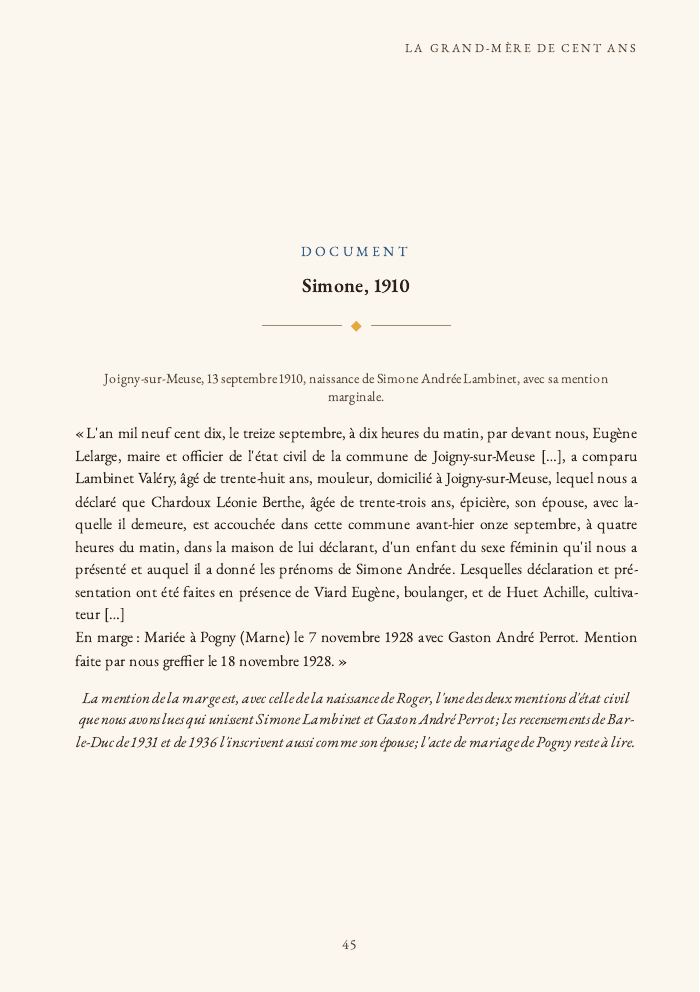 LA GRAND-MÈRE DE CENT ANS
DOCUMENT
Simone, 1910
Joigny-sur-Meuse, 13 septembre 1910, naissance de Simone Andrée Lambinet, avec sa mention
marginale.
« L'an mil neuf cent dix, le treize septembre, à dix heures du matin, par devant nous, Eugène
Lelarge, maire et officier de l'état civil de la commune de Joigny-sur-Meuse [...], a comparu
Lambinet Valéry, âgé de trente-huit ans, mouleur, domicilié à Joigny-sur-Meuse, lequel nous a
déclaré que Chardoux Léonie Berthe, âgée de trente-trois ans, épicière, son épouse, avec la-
quelle il demeure, est accouchée dans cette commune avant-hier onze septembre, à quatre
heures du matin, dans la maison de lui déclarant, d'un enfant du sexe féminin qu'il nous a
présenté et auquel il a donné les prénoms de Simone Andrée. Lesquelles déclaration et pré-
sentation ont été faites en présence de Viard Eugène, boulanger, et de Huet Achille, cultiva-
teur [...]
En marge : Mariée à Pogny (Marne) le 7 novembre 1928 avec Gaston André Perrot. Mention
faite par nous greffier le 18 novembre 1928. »
La mention de la marge est, avec celle de la naissance de Roger, l'une des deux mentions d'état civil
que nous avons lues qui unissent Simone Lambinet et Gaston André Perrot ; les recensements de Bar-
le-Duc de 1931 et de 1936 l'inscrivent aussi comme son épouse ; l'acte de mariage de Pogny reste à lire.
45